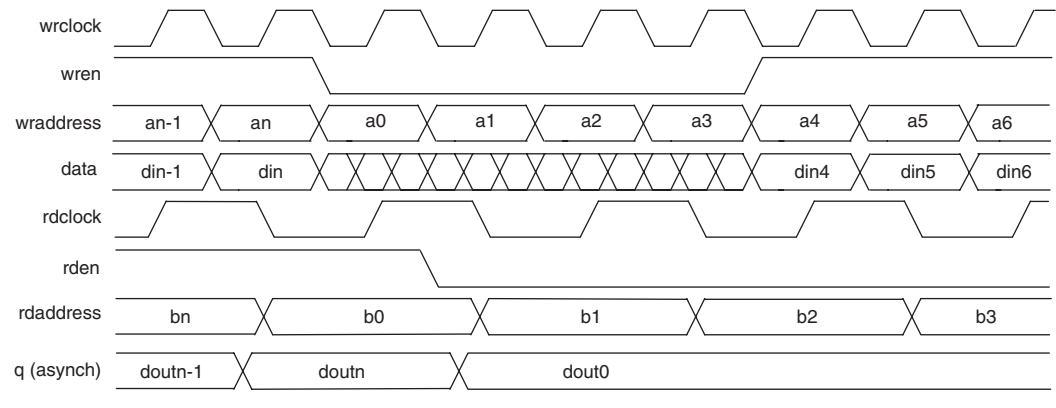 wrclock
wren
wraddress an-1 an a0 a1 a2 a3 a4 a5 a6
data din-1 din din4 din5 din6
rdclock
rden
rdaddress bn b0 b1 b2 b3
q (asynch) doutn-1 doutn dout0